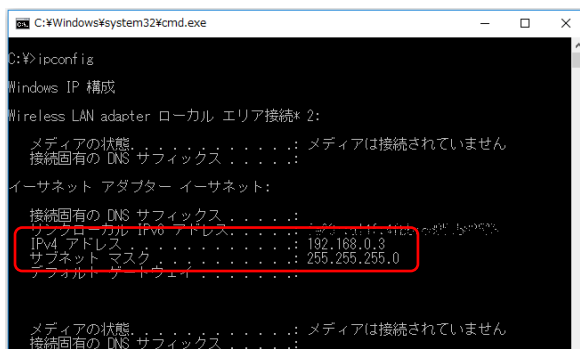 C:¥Windows¥system32¥cmd.exe
C:¥>ipconfig
Windows IP 構成
Wireless LAN adapter ローカル エリア接続* 2:
メディアの状態. . . . . . . . . . . .: メディアは接続されていません
接続固有の DNS サフィックス . . . . .:
イーサネット アダプター イーサネット:
接続固有の DNS サフィックス . . . . .:
リンクローカル IPv6 アドレス. . . . .:
IPv4 アドレス . . . . . . . . . . . .: 192.168.0.3
サブネット マスク . . . . . . . . . .: 255.255.255.0
デフォルト ゲートウェイ . . . . . . .:
メディアの状態. . . . . . . . . . . .: メディアは接続されていません
接続固有の DNS サフィックス . . . . .: